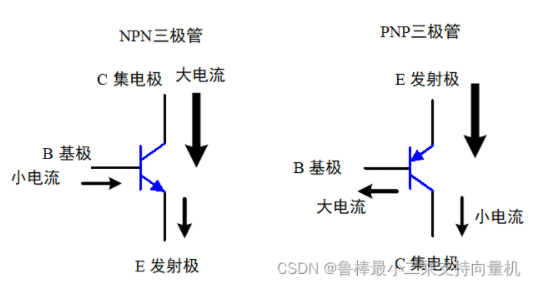 NPN三极管
C 集电极
大电流
B 基极
小电流
E 发射极
PNP三极管
E 发射极
B 基极
大电流
小电流
C 集电极
CSDN @鲁棒最小二乘支持向量机